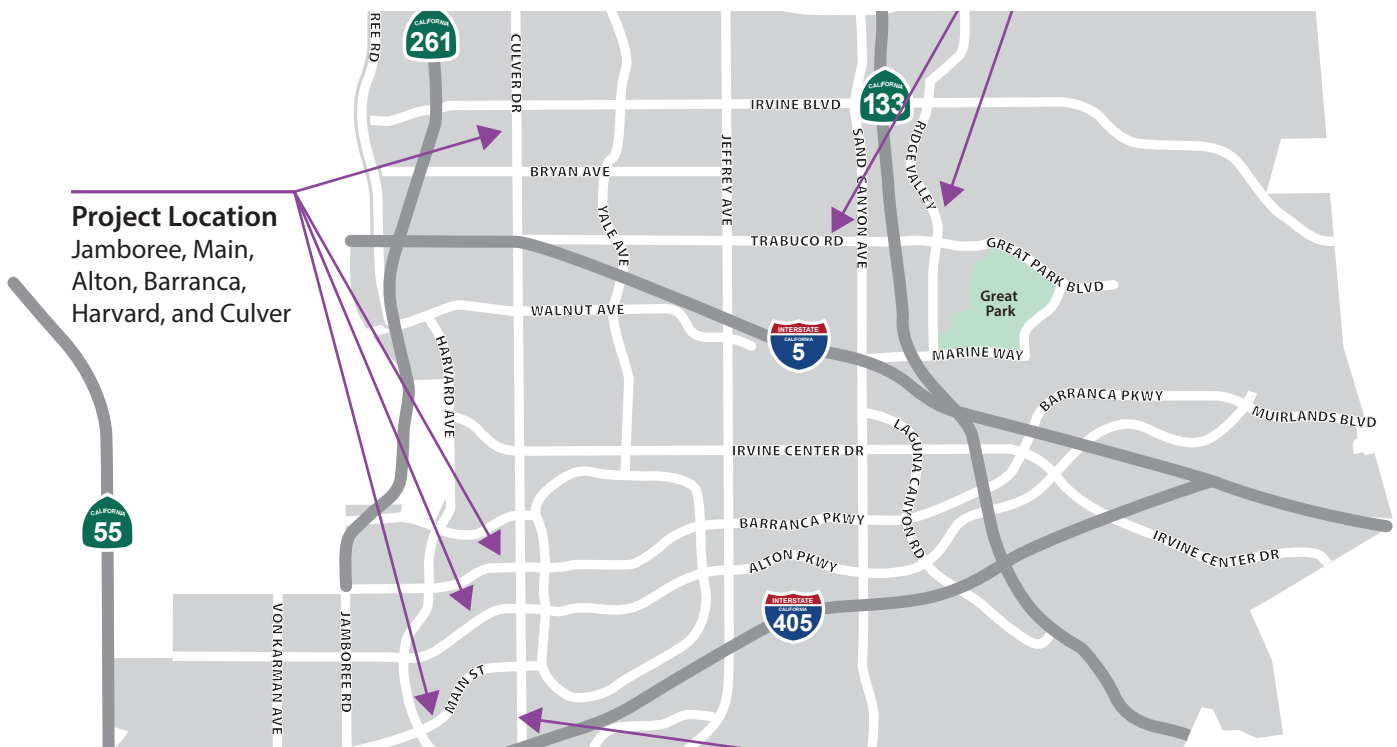 REE RD
CALIFORNIA
261
CULVER DR
IRVINE BLVD
CALIFORNIA
133
SAND CANYON AVE
RIDGE VALLEY
JEFFREY AVE
BRYAN AVE
YALE AVE
Project Location
Jamboree, Main,
Alton, Barranca,
Harvard, and Culver
TRABUCO RD
GREAT PARK BLVD
Great
Park
WALNUT AVE
INTERSTATE
CALIFORNIA
5
MARINE WAY
HARVARD AVE
BARRANCA PKWY
MUIRLANDS BLVD
LAGUNA CANYON RD
IRVINE CENTER DR
CALIFORNIA
55
BARRANCA PKWY
ALTON PKWY
IRVINE CENTER DR
INTERSTATE
CALIFORNIA
405
VON KARMAN AVE
JAMBOREE RD
MAIN ST